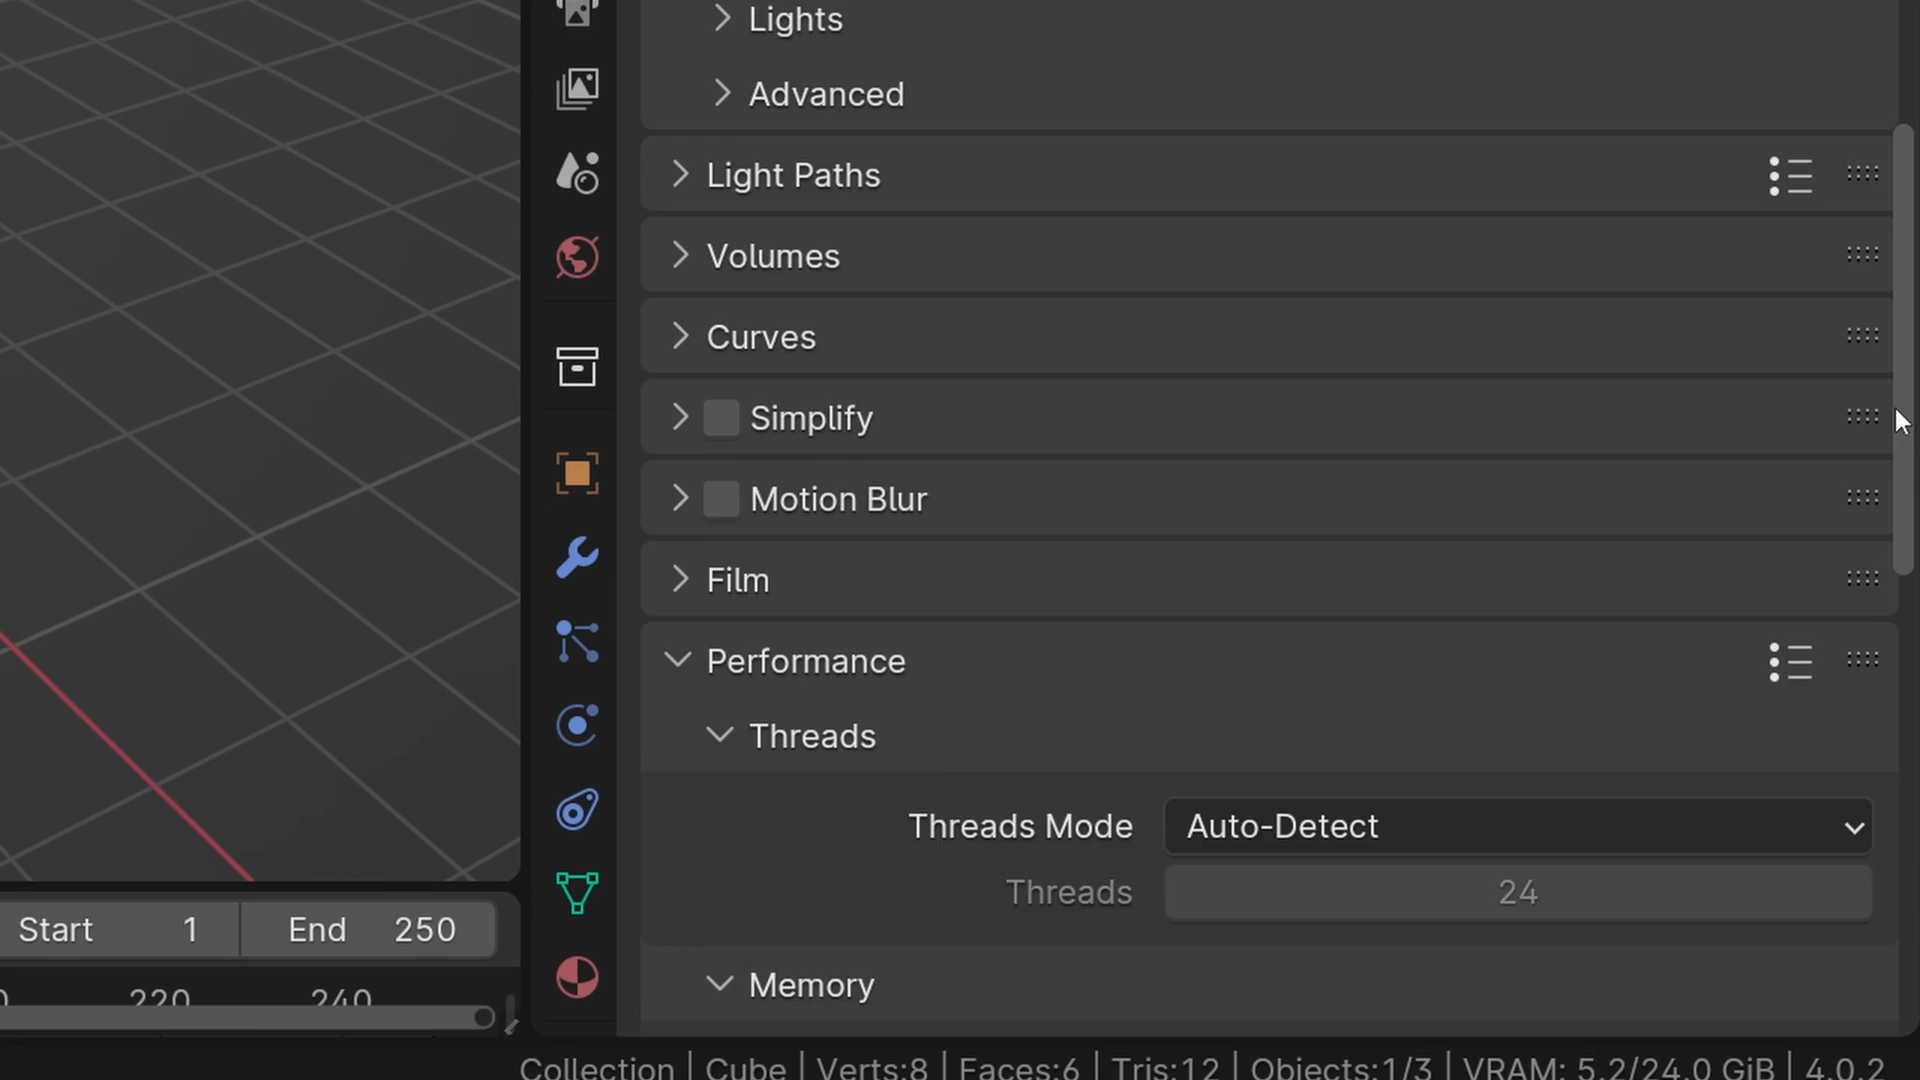 Lights
Advanced
Light Paths
Volumes
Curves
Simplify
Motion Blur
Film
Performance
Threads
Threads Mode Auto-Detect
Threads 24
Memory
Start 1 End 250
0 220 240
Collection | Cube | Verts:8 | Faces:6 | Tris:12 | Objects:1/3 | VRAM: 5.2/24.0 GiB | 4.0.2